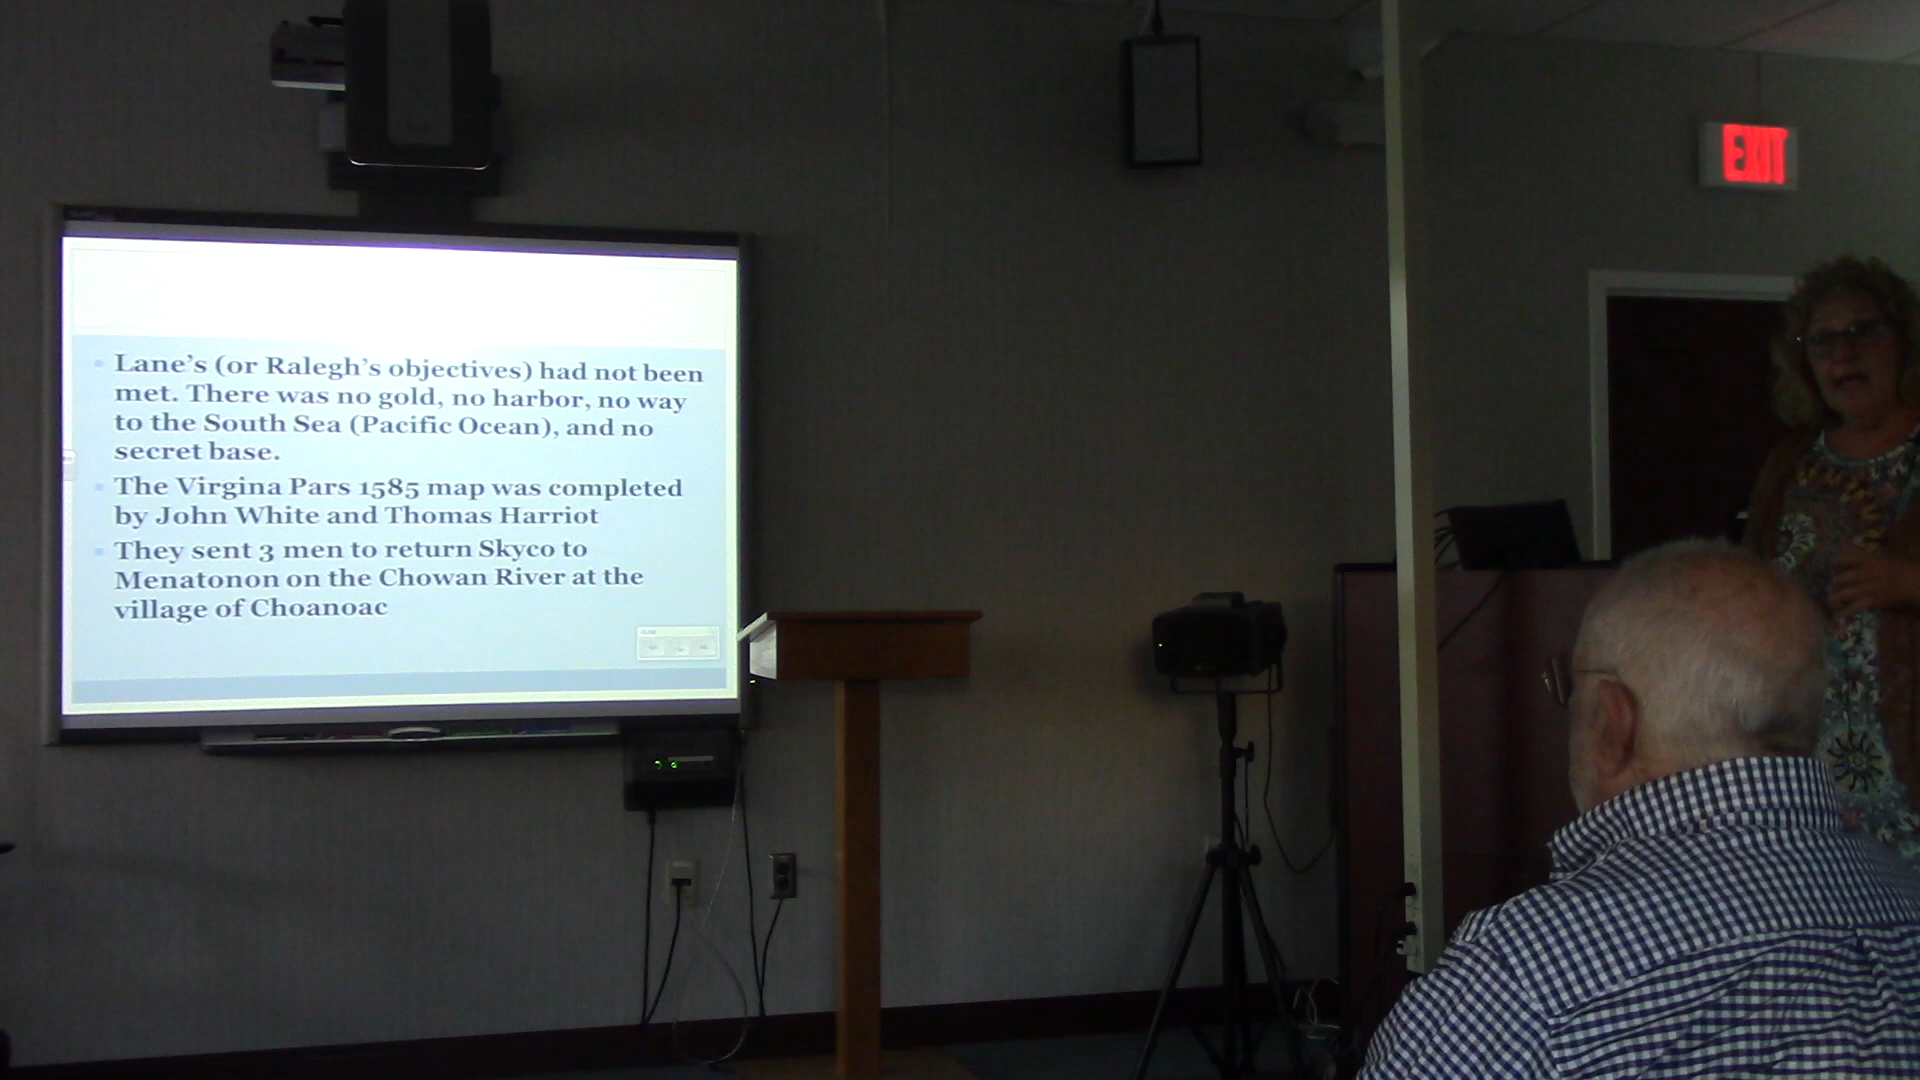 EXIT
Lane's (or Ralegh's objectives) had not been
met. There was no gold, no harbor, no way
to the South Sea (Pacific Ocean), and no
secret base.
The Virgina Pars 1585 map was completed
by John White and Thomas Harriot
They sent 3 men to return Skyco to
Menatonon on the Chowan River at the
village of Choanoac